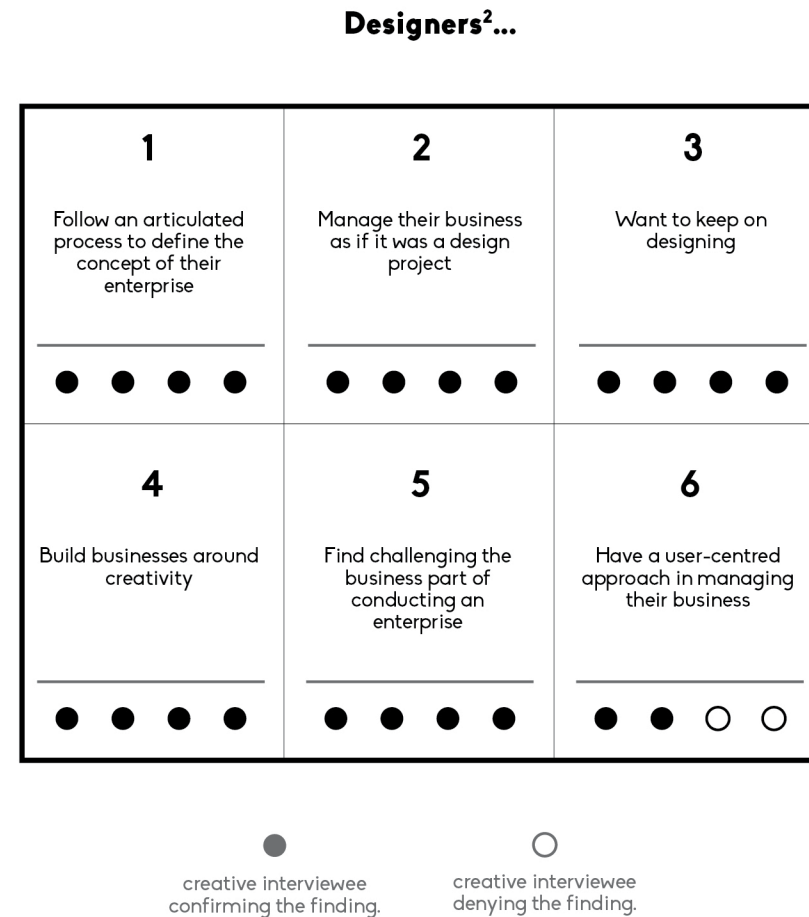 Designers²...
1
Follow an articulated
process to define the
concept of their
enterprise
2
Manage their business
as if it was a design
project
3
Want to keep on
designing
4
Build businesses around
creativity
5
Find challenging the
business part of
conducting an
enterprise
6
Have a user-centred
approach in managing
their business
creative interviewee
confirming the finding.
creative interviewee
denying the finding.